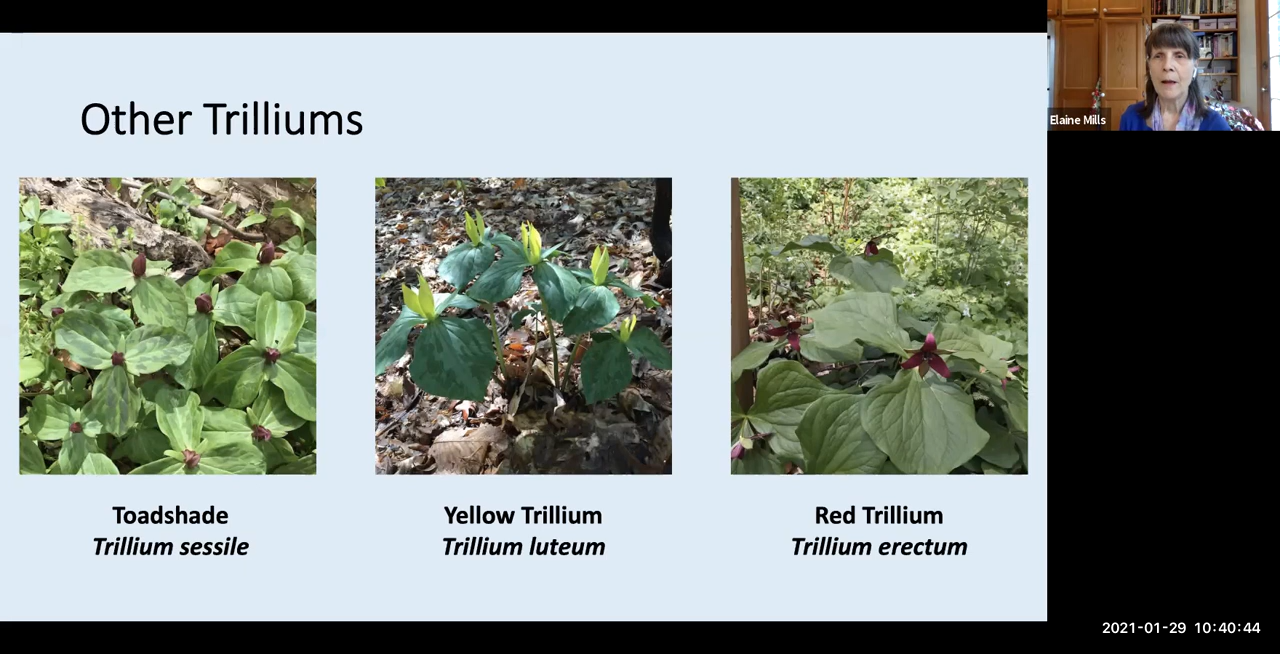 Other Trilliums
Elaine Mills
Toadshade
Trillium sessile
Yellow Trillium
Trillium luteum
Red Trillium
Trillium erectum
2021-01-29 10:40:44